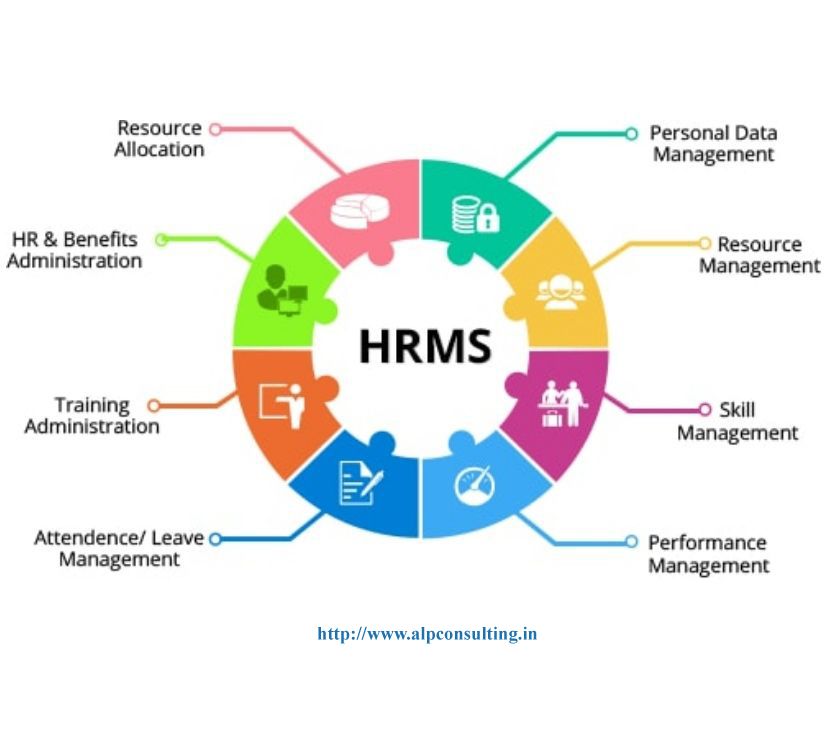 Resource
Allocation
Personal Data
Management
HR & Benefits
Administration
Resource
Management
HRMS
Training
Administration
Skill
Management
Attendence/ Leave
Management
Performance
Management
http://www.alpconsulting.in